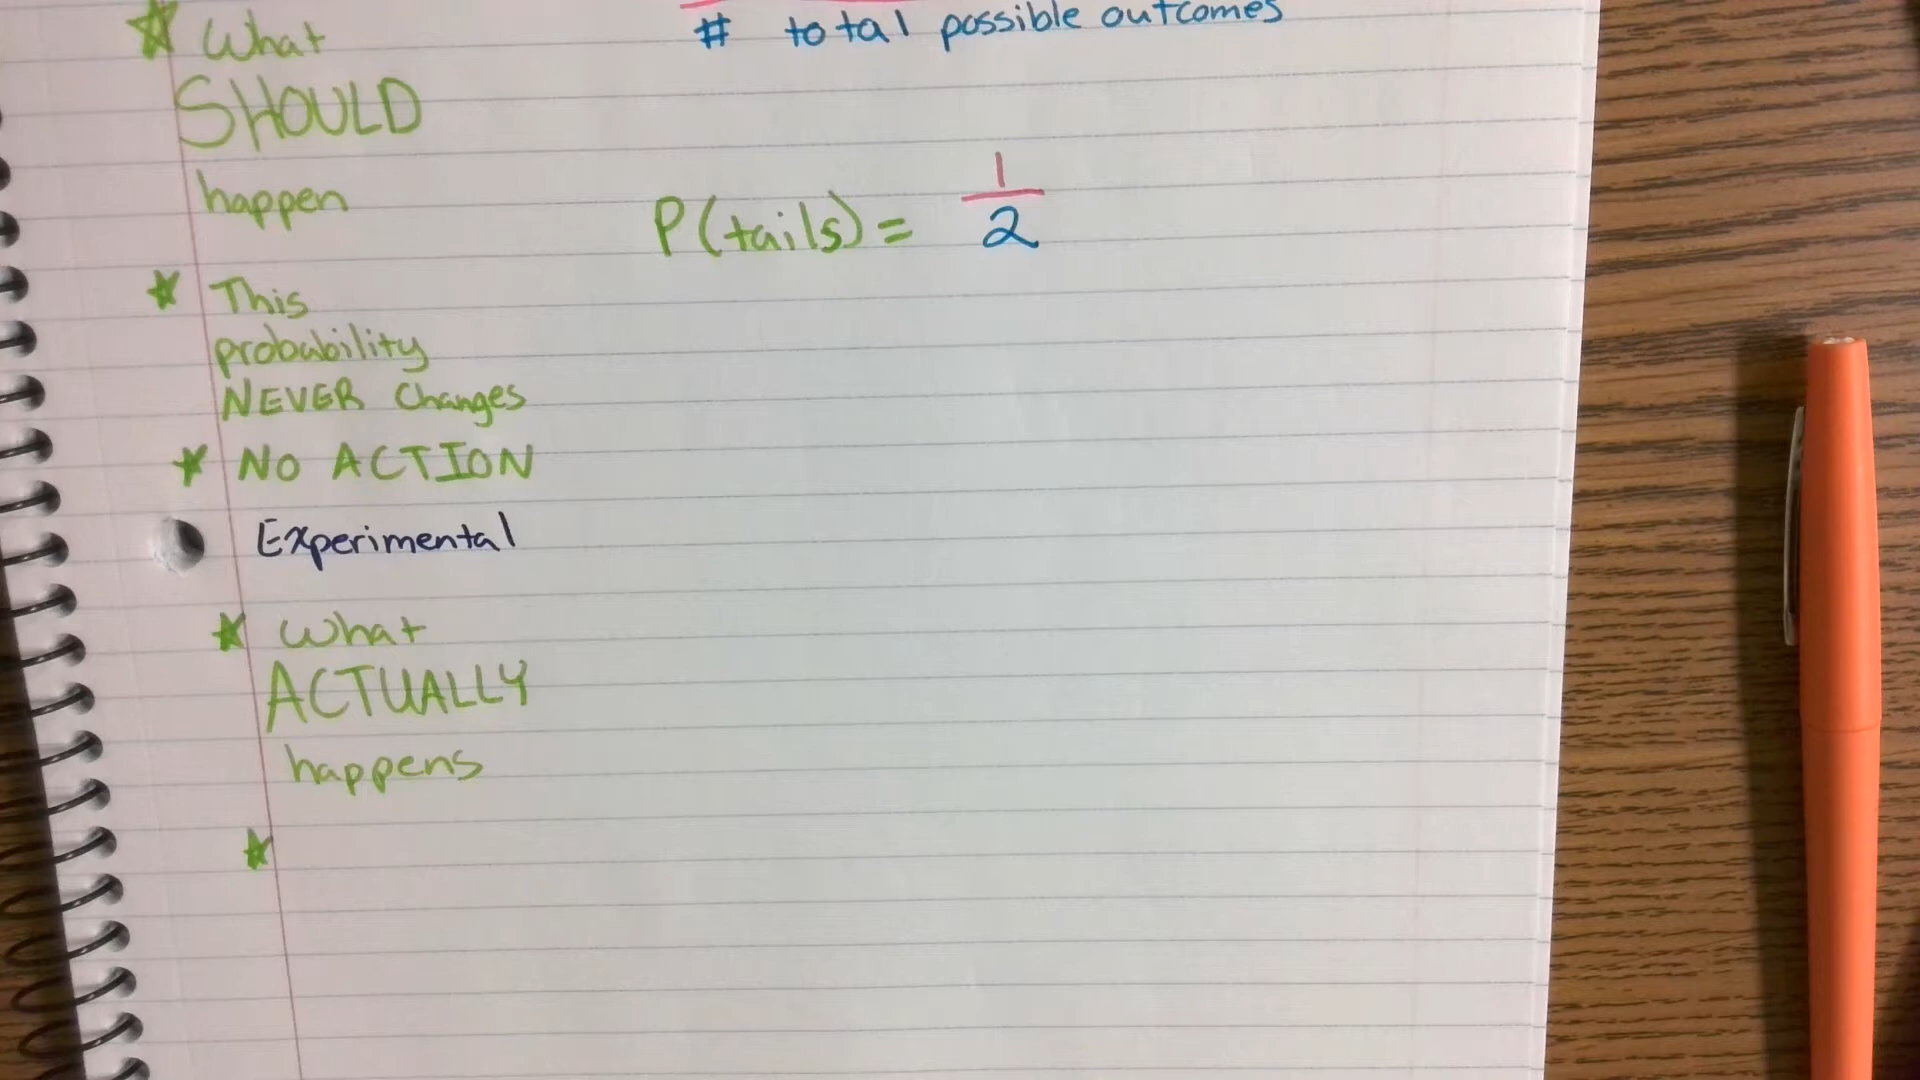 # total possible outcomes
What
SHOULD
happen
P(tails) = 1/2
This
probability
NEVER Changes
NO ACTION
Experimental
What
ACTUALLY
happens